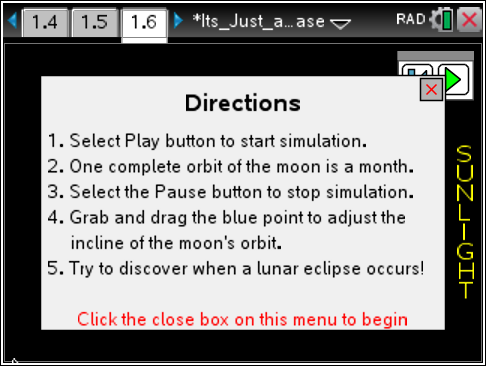 1.4 1.5 1.6 *Its_Just_a...ase RAD
Directions
1. Select Play button to start simulation.
2. One complete orbit of the moon is a month.
3. Select the Pause button to stop simulation.
4. Grab and drag the blue point to adjust the
incline of the moon's orbit.
5. Try to discover when a lunar eclipse occurs!
Click the close box on this menu to begin
SUNLIGHT